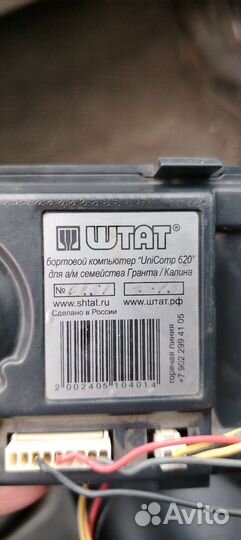 ШТАТ®
бортовой компьютер "UniComp 620"
для а/м семейства Гранта / Калина
№
www.shtat.ru www.штат.рф
Сделано в России
2 002405 104014
горячая линия
+7 902 299 41 05
Avito